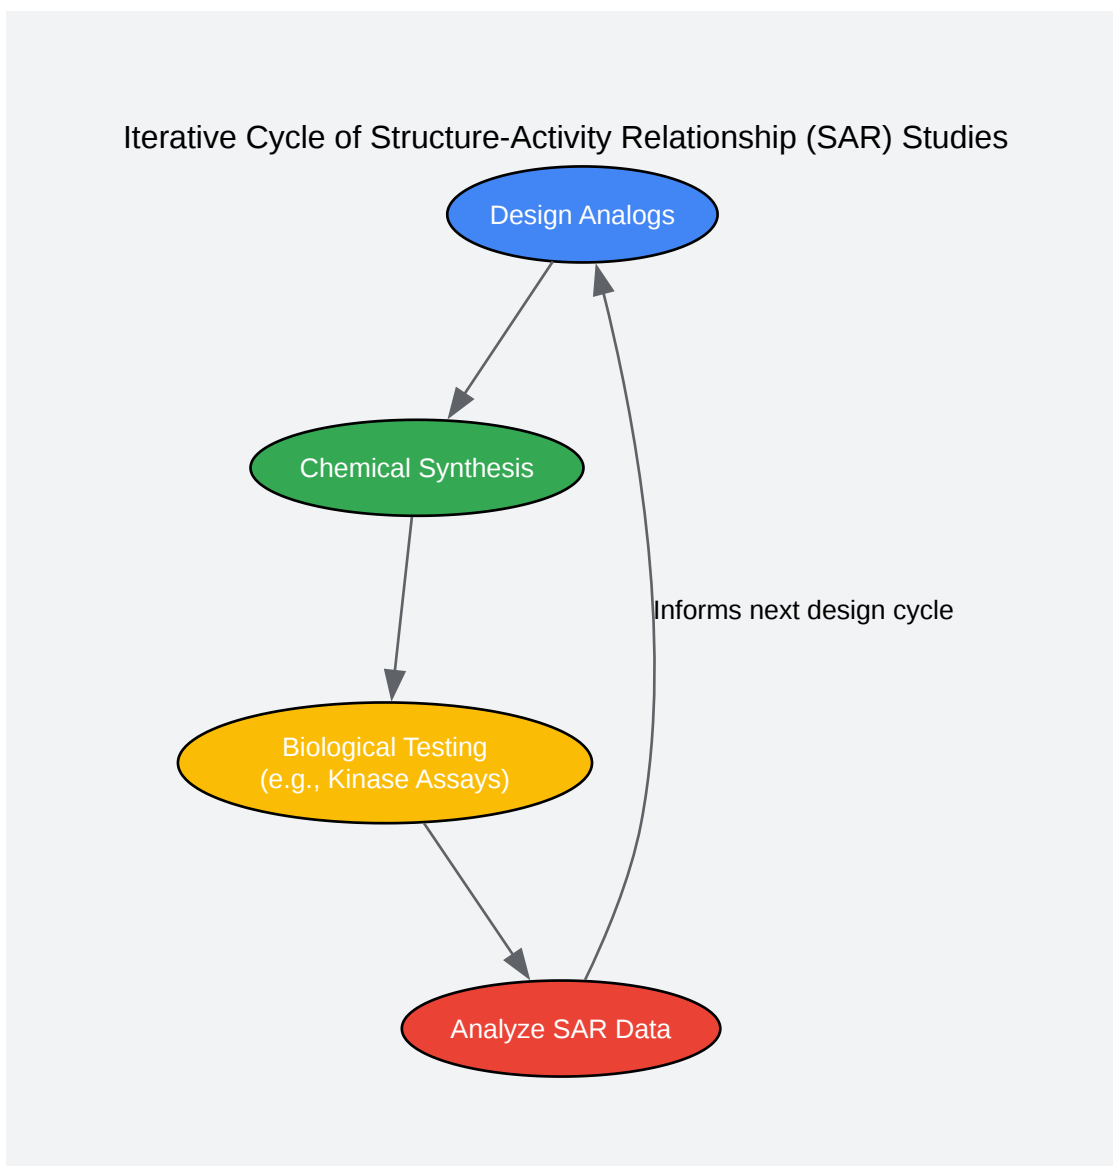 Iterative Cycle of Structure-Activity Relationship (SAR) Studies
Design Analogs
Chemical Synthesis
Informs next design cycle
Biological Testing
(e.g., Kinase Assays)
Analyze SAR Data